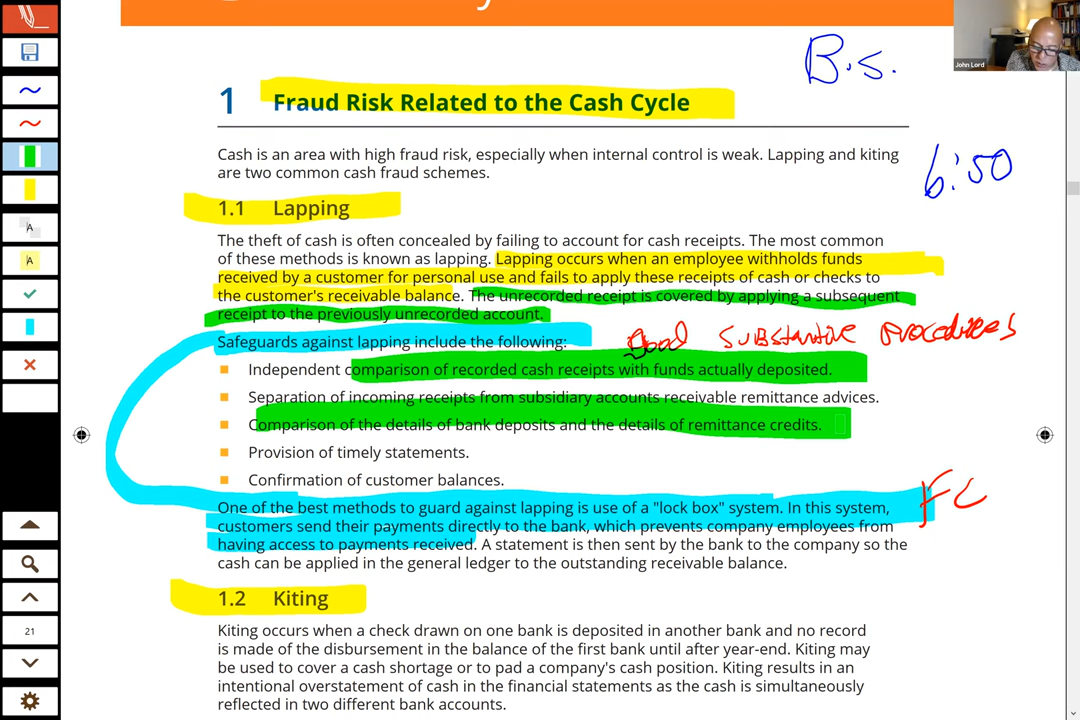 B.s.
John Lord
1 Fraud Risk Related to the Cash Cycle
Cash is an area with high fraud risk, especially when internal control is weak. Lapping and kiting
are two common cash fraud schemes.
6:50
1.1 Lapping
The theft of cash is often concealed by failing to account for cash receipts. The most common
of these methods is known as lapping. Lapping occurs when an employee withholds funds
received by a customer for personal use and fails to apply these receipts of cash or checks to
the customer's receivable balance. The unrecorded receipt is covered by applying a subsequent
receipt to the previously unrecorded account.
Good substantive procedures
Safeguards against lapping include the following:
Independent comparison of recorded cash receipts with funds actually deposited.
Separation of incoming receipts from subsidiary accounts receivable remittance advices.
Comparison of the details of bank deposits and the details of remittance credits.
Provision of timely statements.
Confirmation of customer balances.
One of the best methods to guard against lapping is use of a "lock box" system. In this system,
customers send their payments directly to the bank, which prevents company employees from
having access to payments received. A statement is then sent by the bank to the company so the
cash can be applied in the general ledger to the outstanding receivable balance.
1.2 Kiting
Kiting occurs when a check drawn on one bank is deposited in another bank and no record
is made of the disbursement in the balance of the first bank until after year-end. Kiting may
be used to cover a cash shortage or to pad a company's cash position. Kiting results in an
intentional overstatement of cash in the financial statements as the cash is simultaneously
reflected in two different bank accounts.
A
A
21